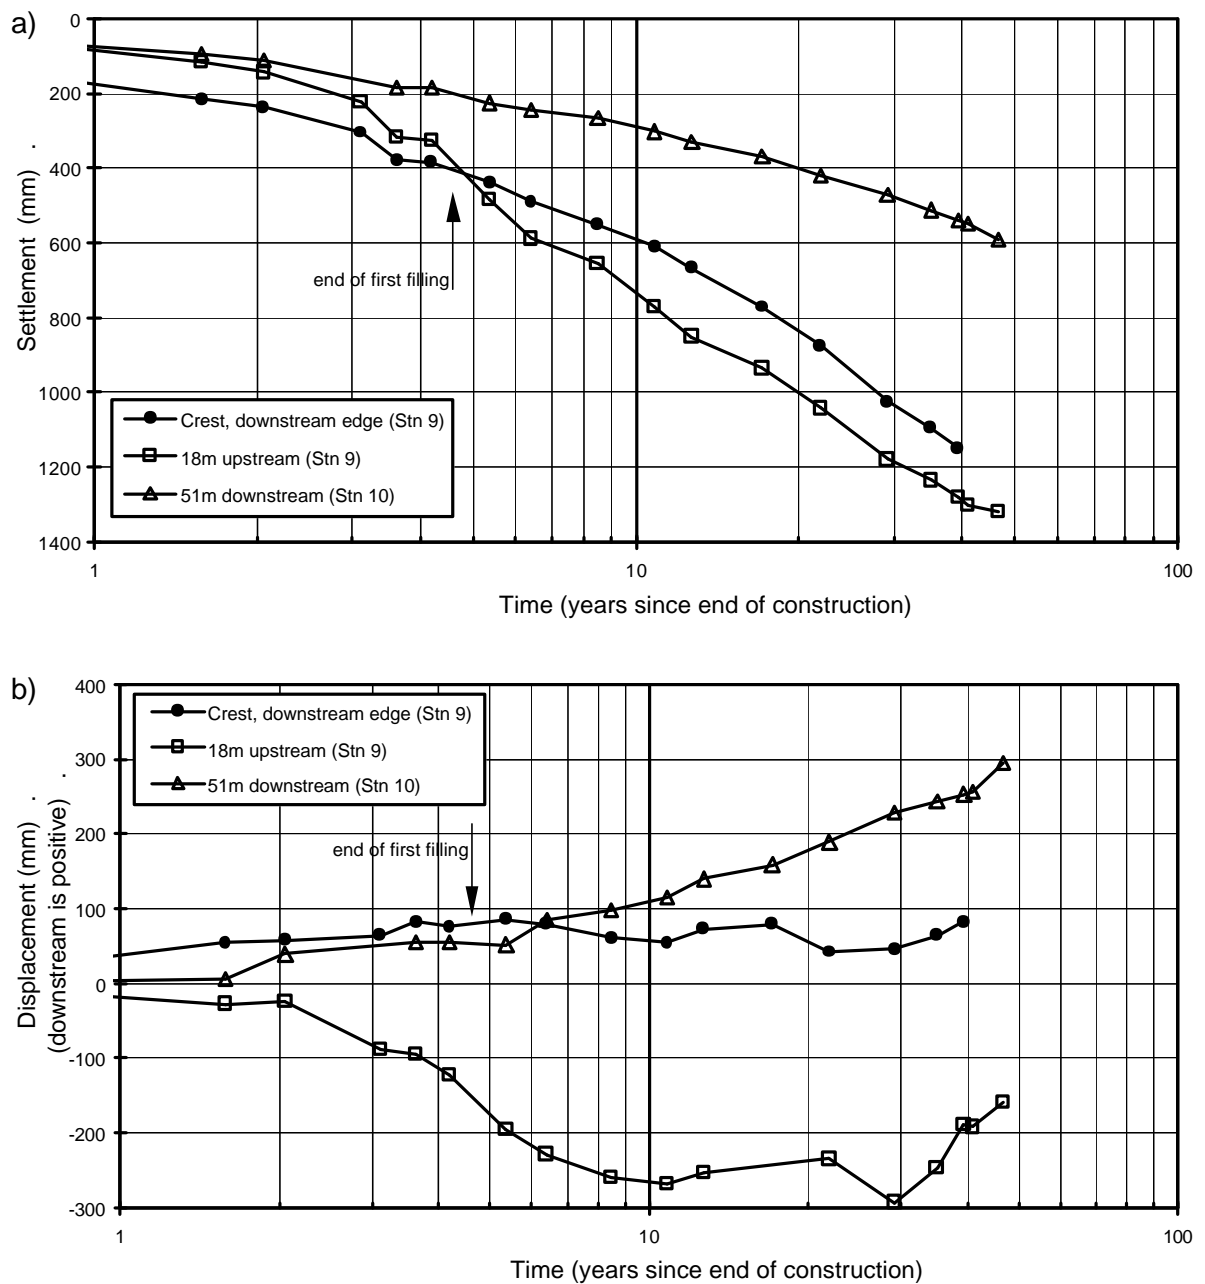 a)
0
200
400
600
800
1000
1200
1400
Settlement (mm) .
end of first filling
Crest, downstream edge (Stn 9)
18m upstream (Stn 9)
51m downstream (Stn 10)
1
10
100
Time (years since end of construction)
b)
400
300
200
100
0
-100
-200
-300
Displacement (mm) . .
(downstream is positive)
Crest, downstream edge (Stn 9)
18m upstream (Stn 9)
51m downstream (Stn 10)
end of first filling
1
10
100
Time (years since end of construction)